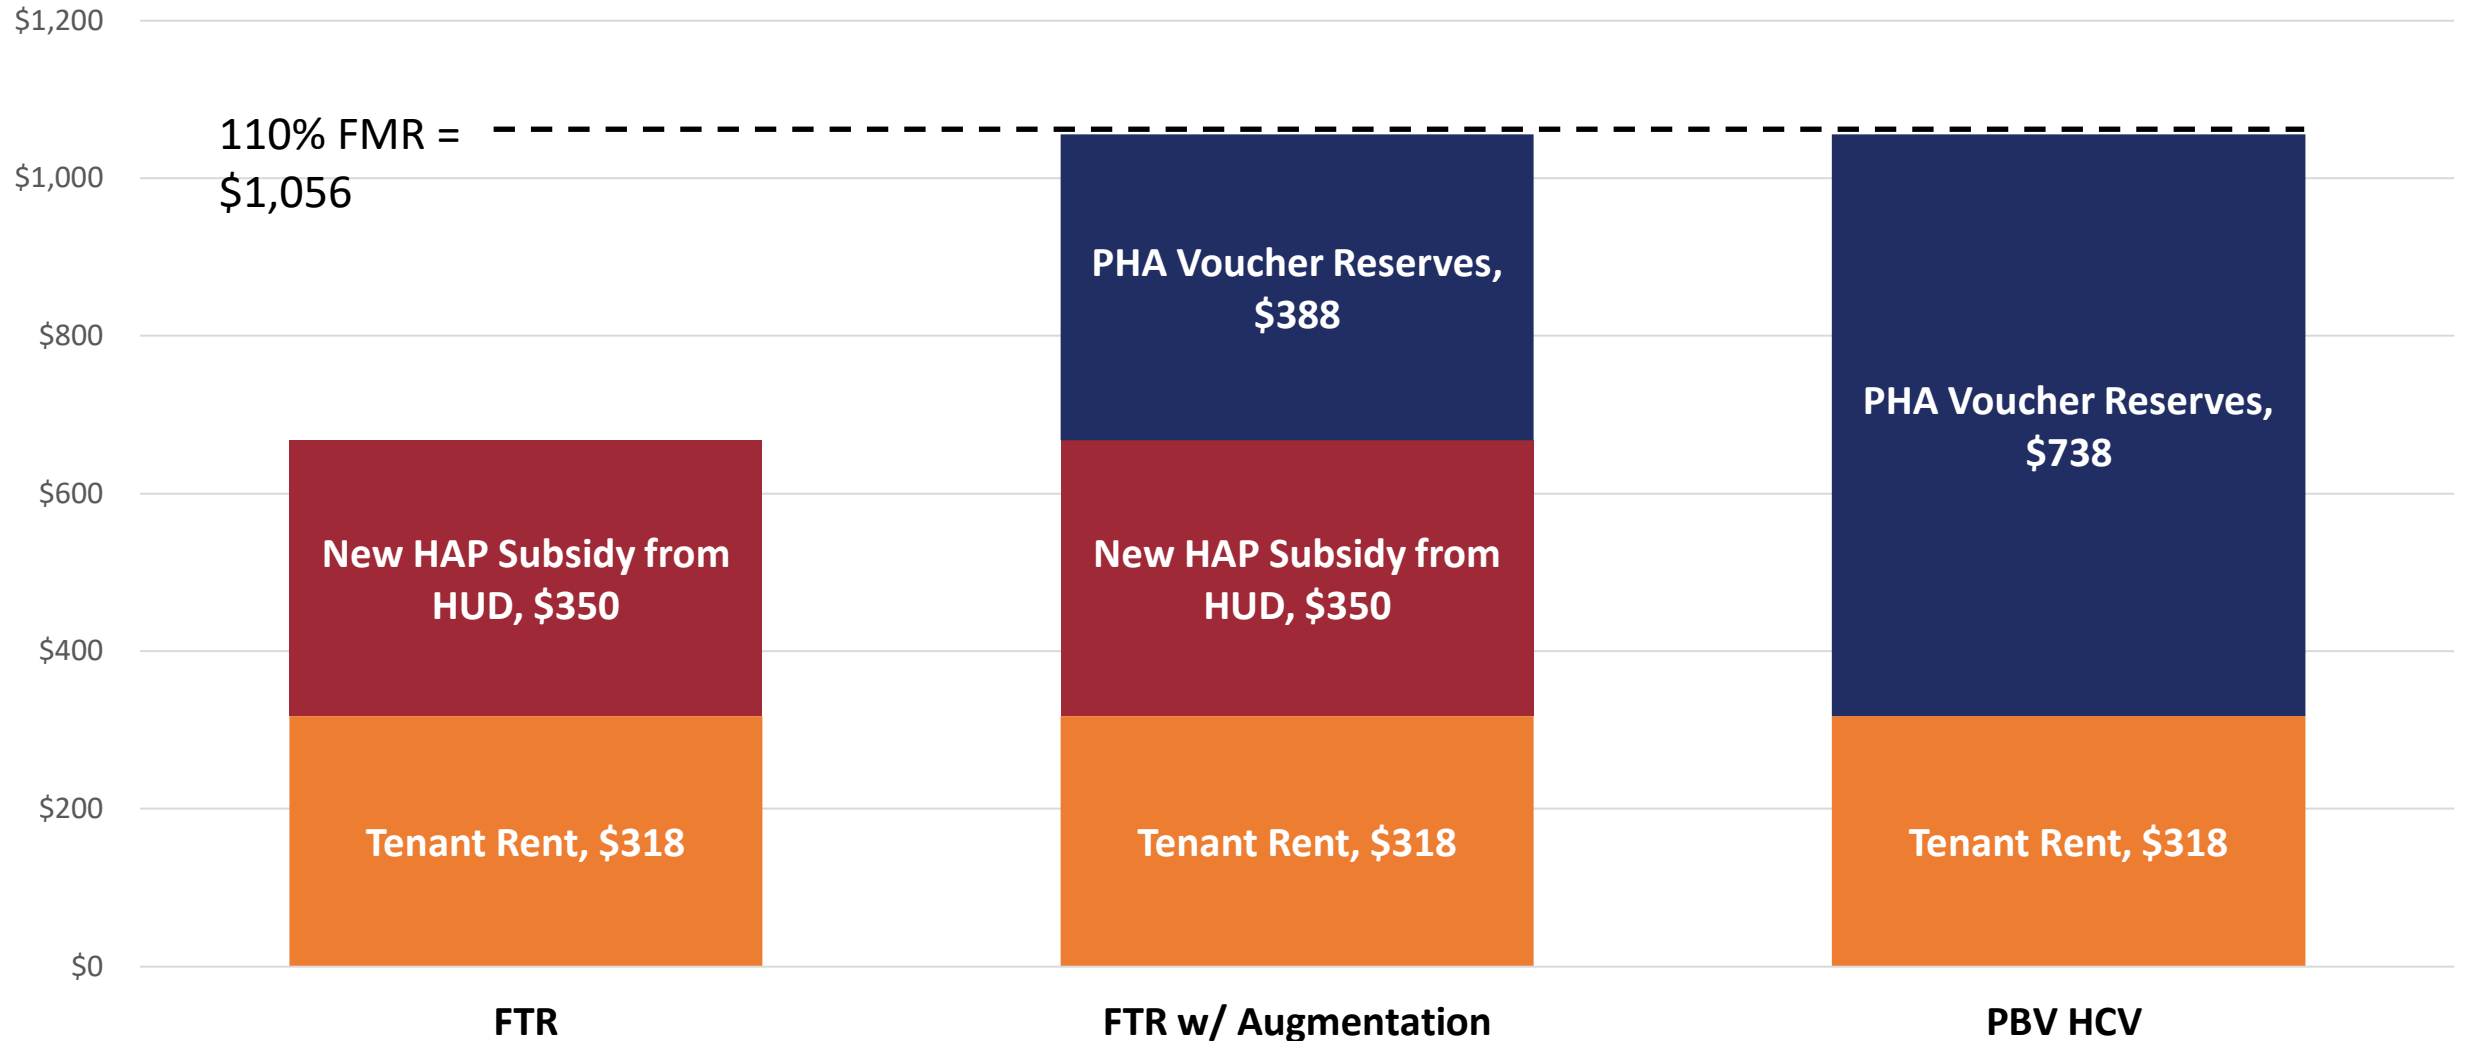 $1,200
110% FMR =
$1,056
$1,000
$800
$600
$400
$200
$0
New HAP Subsidy from
HUD, $350
Tenant Rent, $318
PHA Voucher Reserves,
$388
New HAP Subsidy from
HUD, $350
Tenant Rent, $318
PHA Voucher Reserves,
$738
Tenant Rent, $318
FTR
FTR w/ Augmentation
PBV HCV